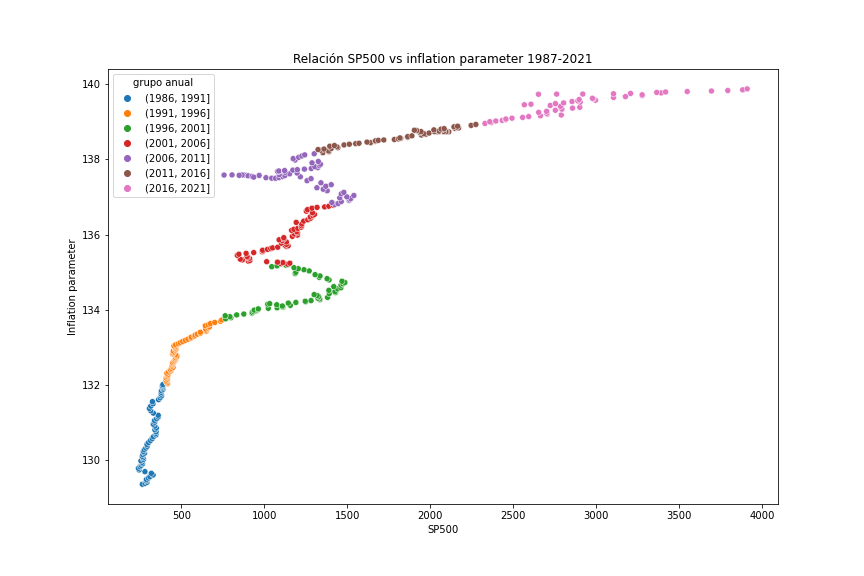 Relación SP500 vs inflation parameter 1987-2021
grupo anual
(1986, 1991]
(1991, 1996]
(1996, 2001]
(2001, 2006]
(2006, 2011]
(2011, 2016]
(2016, 2021]
140
138
136
134
132
130
Inflation parameter
500 1000 1500 2000 2500 3000 3500 4000
SP500